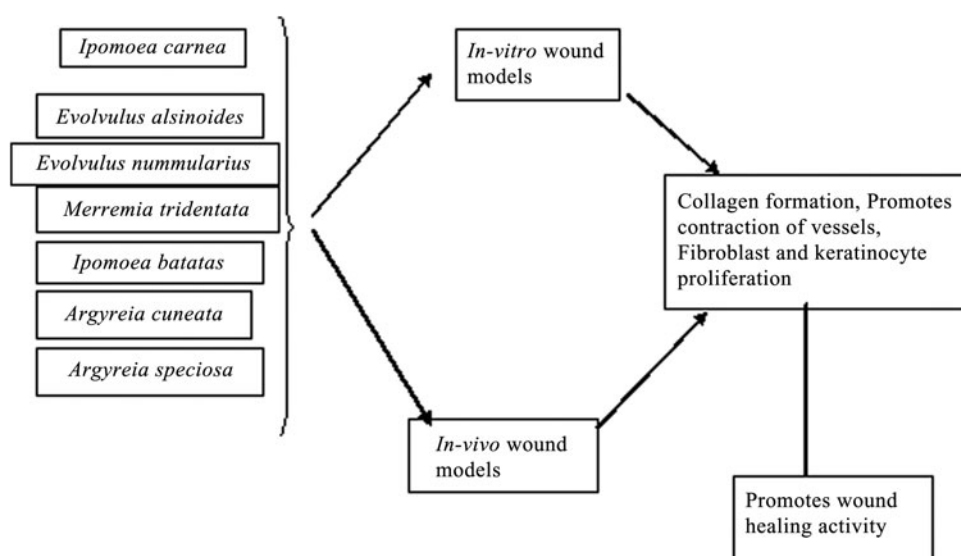 Ipomoea carnea
Evolvulus alsinoides
Evolvulus nummularius
Merremia tridentata
Ipomoea batatas
Argyreia cuneata
Argyreia speciosa
In-vitro wound
models
In-vivo wound
models
Collagen formation, Promotes
contraction of vessels,
Fibroblast and keratinocyte
proliferation
Promotes wound
healing activity